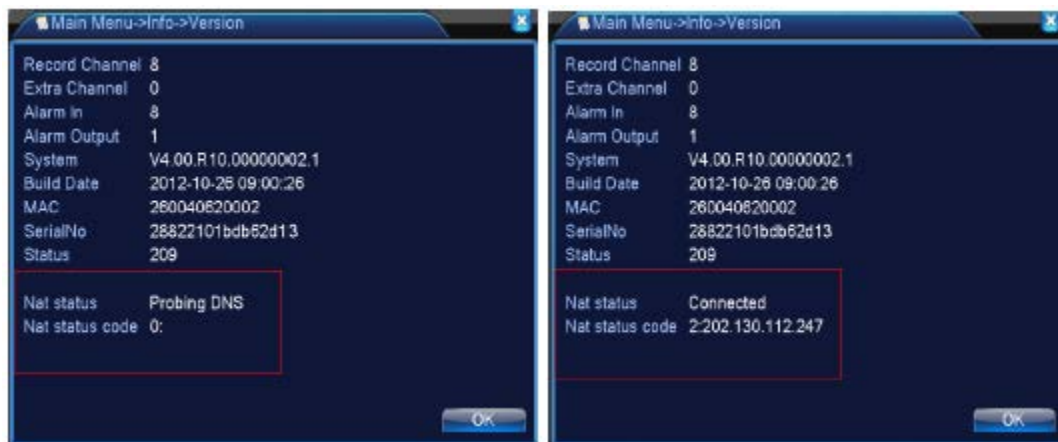 Main Menu->Info->Version
Record Channel 8
Extra Channel 0
Alarm In 8
Alarm Output 1
System V4.00.R10.00000002.1
Build Date 2012-10-26 09:00:26
MAC 260040620002
SerialNo 28822101bdb62d13
Status 209
Nat status Probing DNS
Nat status code 0:
OK
Main Menu->Info->Version
Record Channel 8
Extra Channel 0
Alarm In 8
Alarm Output 1
System V4.00.R10.00000002.1
Build Date 2012-10-26 09:00:26
MAC 260040620002
SerialNo 28822101bdb62d13
Status 209
Nat status Connected
Nat status code 2:202.130.112.247
OK